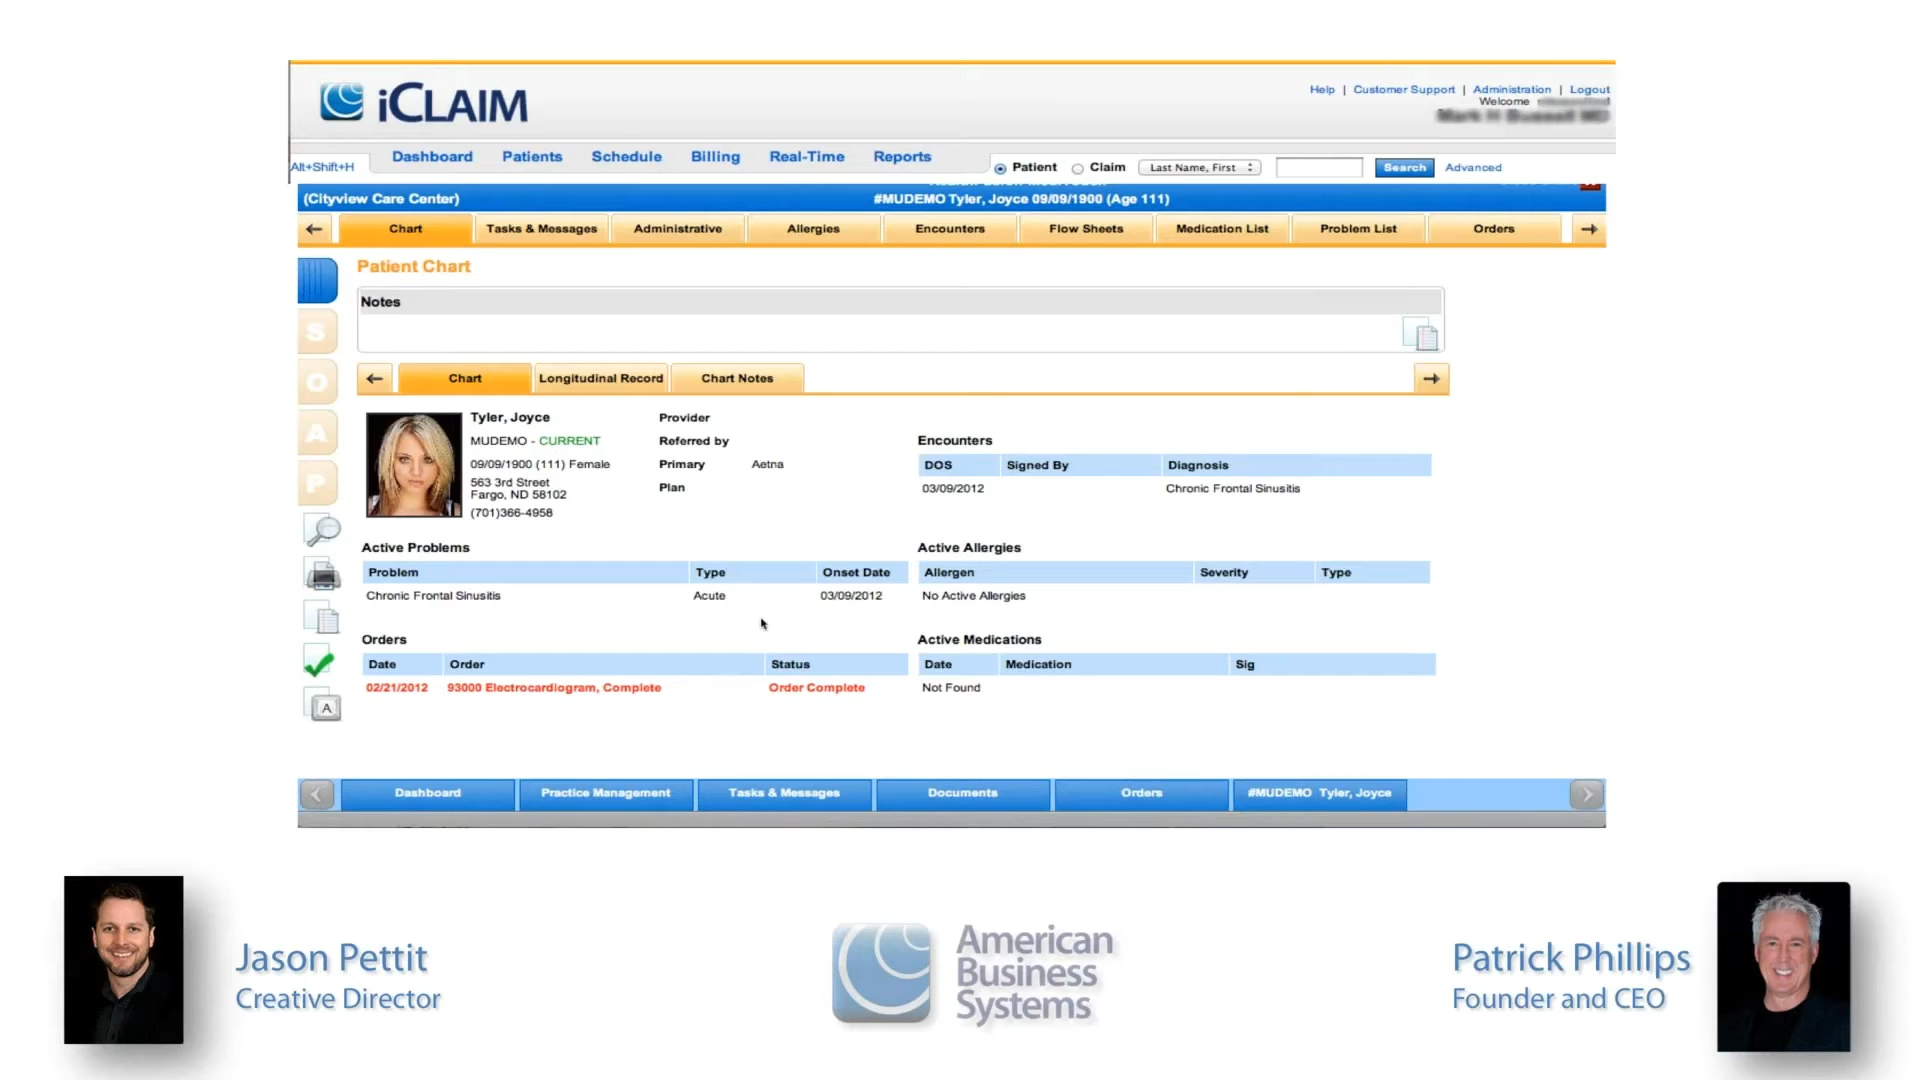 iCLAIM
Help | Customer Support | Administration | Logout
Welcome
Alt+Shift+H
Dashboard Patients Schedule Billing Real-Time Reports
Patient Claim Last Name, First Search Advanced
(Cityview Care Center) #MUDEMO Tyler, Joyce 09/09/1900 (Age 111)
Chart Tasks & Messages Administrative Allergies Encounters Flow Sheets Medication List Problem List Orders
Patient Chart
Notes
S
O
A
P
Chart Longitudinal Record Chart Notes
Tyler, Joyce
MUDEMO - CURRENT
09/09/1900 (111) Female
563 3rd Street
Fargo, ND 58102
(701)366-4958
Provider
Referred by
Primary Aetna
Plan
Encounters
DOS Signed By Diagnosis
03/09/2012 Chronic Frontal Sinusitis
Active Problems
Problem Type Onset Date
Chronic Frontal Sinusitis Acute 03/09/2012
Active Allergies
Allergen Severity Type
No Active Allergies
Orders
Date Order Status
02/21/2012 93000 Electrocardiogram, Complete Order Complete
Active Medications
Date Medication Sig
Not Found
A
Dashboard Practice Management Tasks & Messages Documents Orders #MUDEMO Tyler, Joyce
Jason Pettit
Creative Director
American
Business
Systems
Patrick Phillips
Founder and CEO